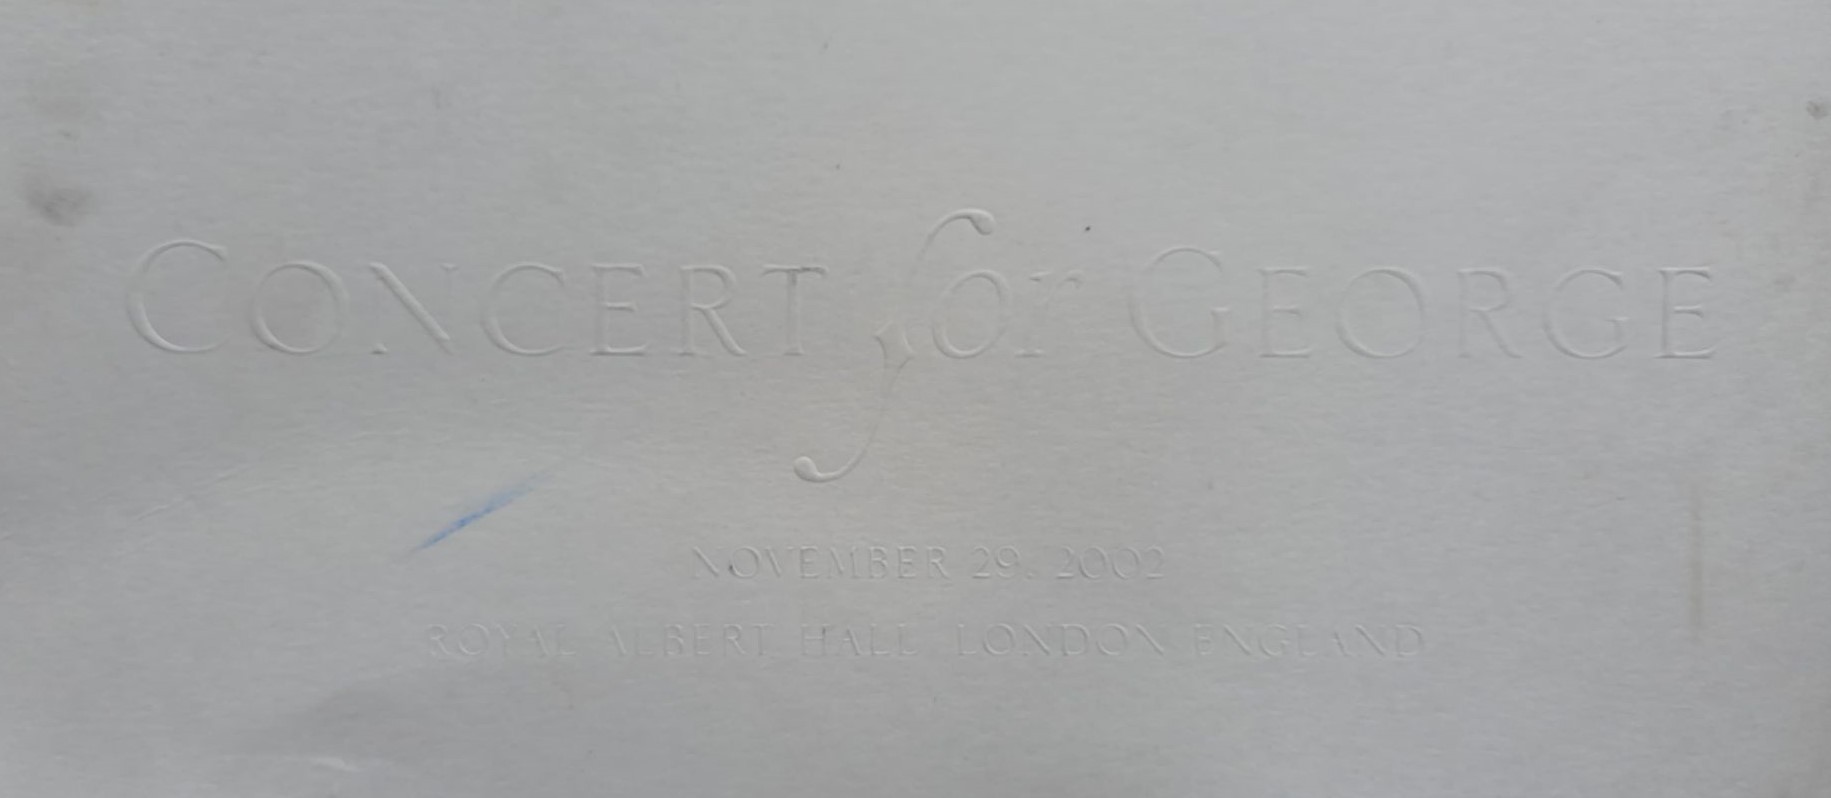 CONCERT for GEORGE
NOVEMBER 29, 2002
ROYAL ALBERT HALL LONDON ENGLAND